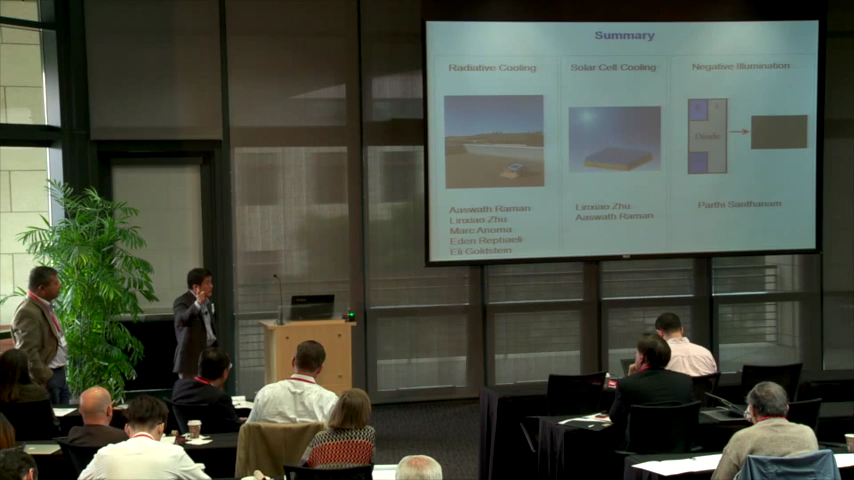 Summary
Radiative Cooling
Solar Cell Cooling
Negative Illumination
Diode
Aaswath Raman
Linxiao Zhu
Marc Anoma
Eden Rephaeli
Eli Goldstein
Linxiao Zhu
Aaswath Raman
Parthi Santhanam